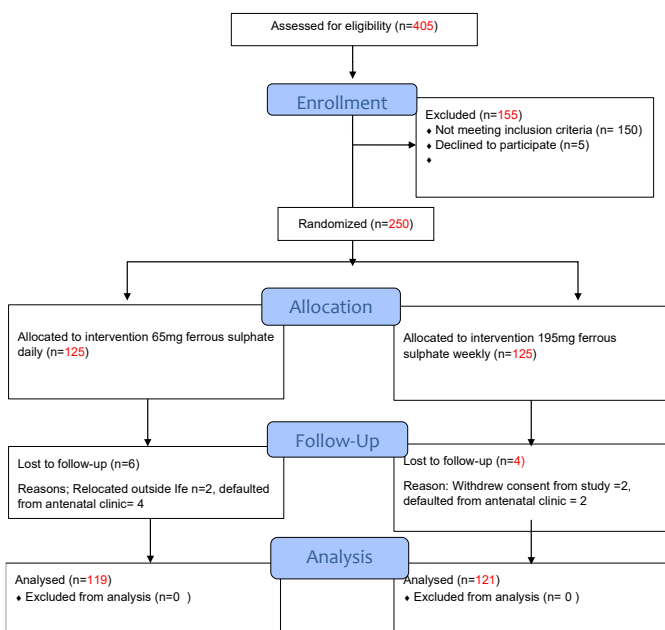 Assessed for eligibility (n=405)
Enrollment
Excluded (n=155)
♦ Not meeting inclusion criteria (n= 150)
♦ Declined to participate (n=5)
♦
Randomized (n=250)
Allocation
Allocated to intervention 65mg ferrous sulphate
daily (n=125)
Allocated to intervention 195mg ferrous
sulphate weekly (n=125)
Follow-Up
Lost to follow-up (n=6)
Reasons; Relocated outside Ife n=2, defaulted
from antenatal clinic= 4
Lost to follow-up (n=4)
Reason: Withdrew consent from study =2,
defaulted from antenatal clinic = 2
Analysis
Analysed (n=119)
♦ Excluded from analysis (n=0 )
Analysed (n=121)
♦ Excluded from analysis (n= 0 )